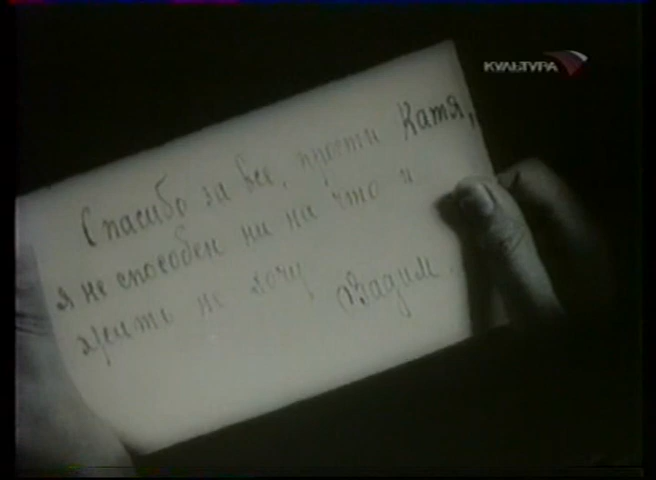 КУЛЬТУРА
Спасибо за все, прости Катя,
я не способен ни на что и
жить не хочу
Вадим.